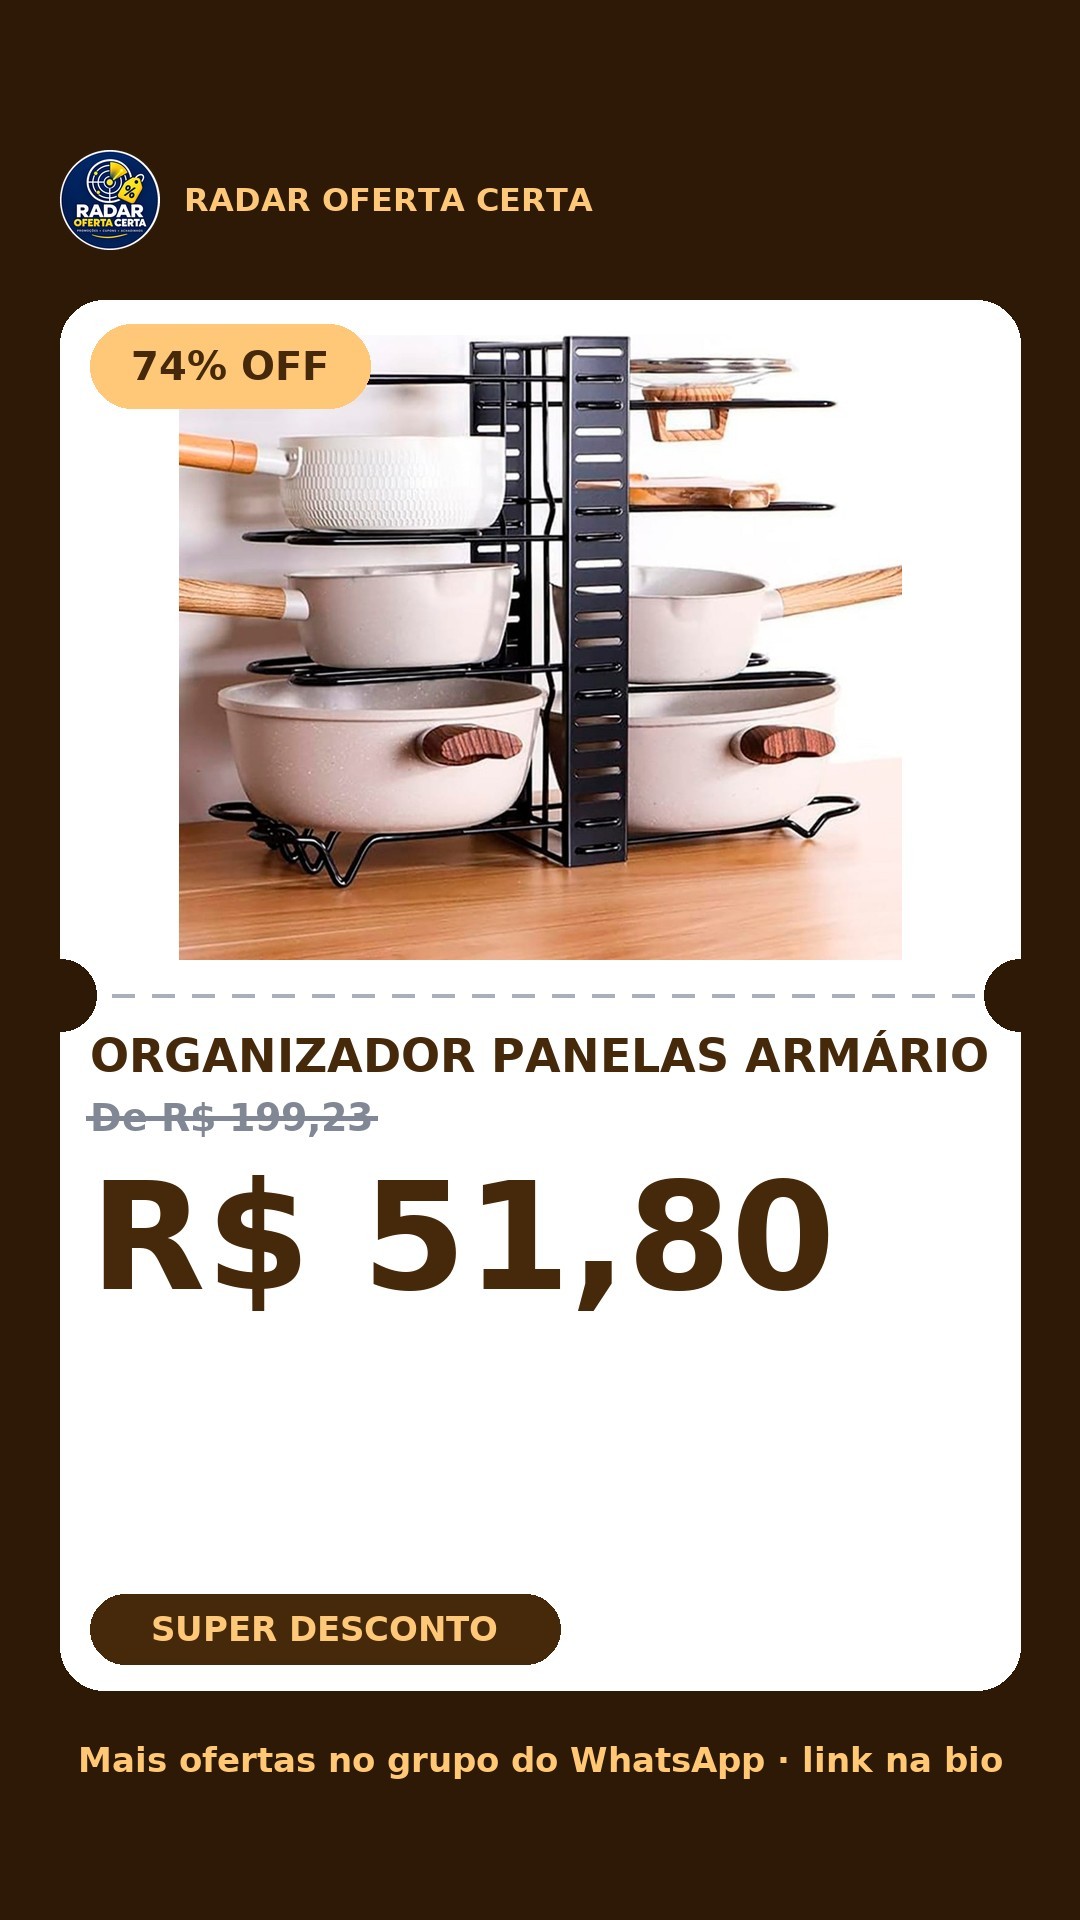 RADAR
OFERTA CERTA
RADAR OFERTA CERTA
74% OFF
ORGANIZADOR PANELAS ARMÁRIO
De R$ 199,23
R$ 51,80
SUPER DESCONTO
Mais ofertas no grupo do WhatsApp · link na bio